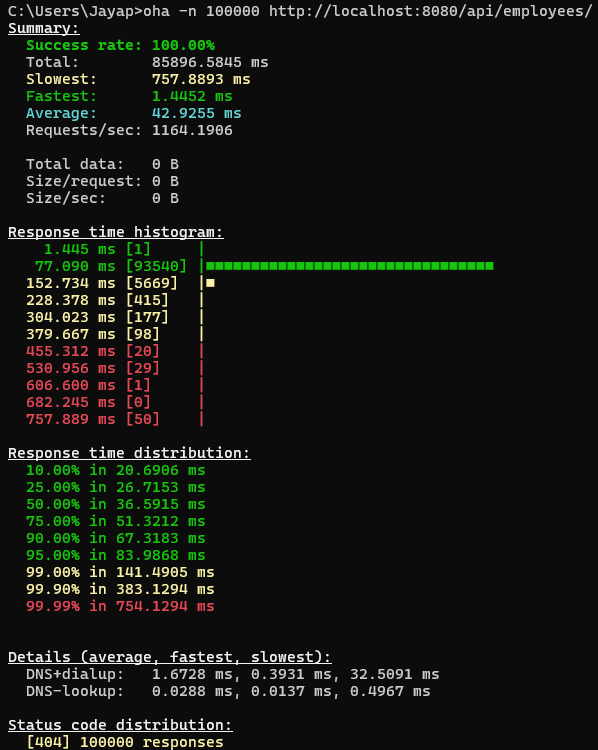 C:\Users\Jayap>oha -n 100000 http://localhost:8080/api/employees/
Summary:
  Success rate: 100.00%
  Total:        85896.5845 ms
  Slowest:      757.8893 ms
  Fastest:      1.4452 ms
  Average:      42.9255 ms
  Requests/sec: 1164.1906

  Total data:   0 B
  Size/request: 0 B
  Size/sec:     0 B

Response time histogram:
    1.445 ms [1]     |
   77.090 ms [93540] |■■■■■■■■■■■■■■■■■■■■■■■■■■■■■■■■
  152.734 ms [5669]  |■
  228.378 ms [415]   |
  304.023 ms [177]   |
  379.667 ms [98]    |
  455.312 ms [20]    |
  530.956 ms [29]    |
  606.600 ms [1]     |
  682.245 ms [0]     |
  757.889 ms [50]    |

Response time distribution:
  10.00% in 20.6906 ms
  25.00% in 26.7153 ms
  50.00% in 36.5915 ms
  75.00% in 51.3212 ms
  90.00% in 67.3183 ms
  95.00% in 83.9868 ms
  99.00% in 141.4905 ms
  99.90% in 383.1294 ms
  99.99% in 754.1294 ms

Details (average, fastest, slowest):
  DNS+dialup:   1.6728 ms, 0.3931 ms, 32.5091 ms
  DNS-lookup:   0.0288 ms, 0.0137 ms, 0.4967 ms

Status code distribution:
  [404] 100000 responses